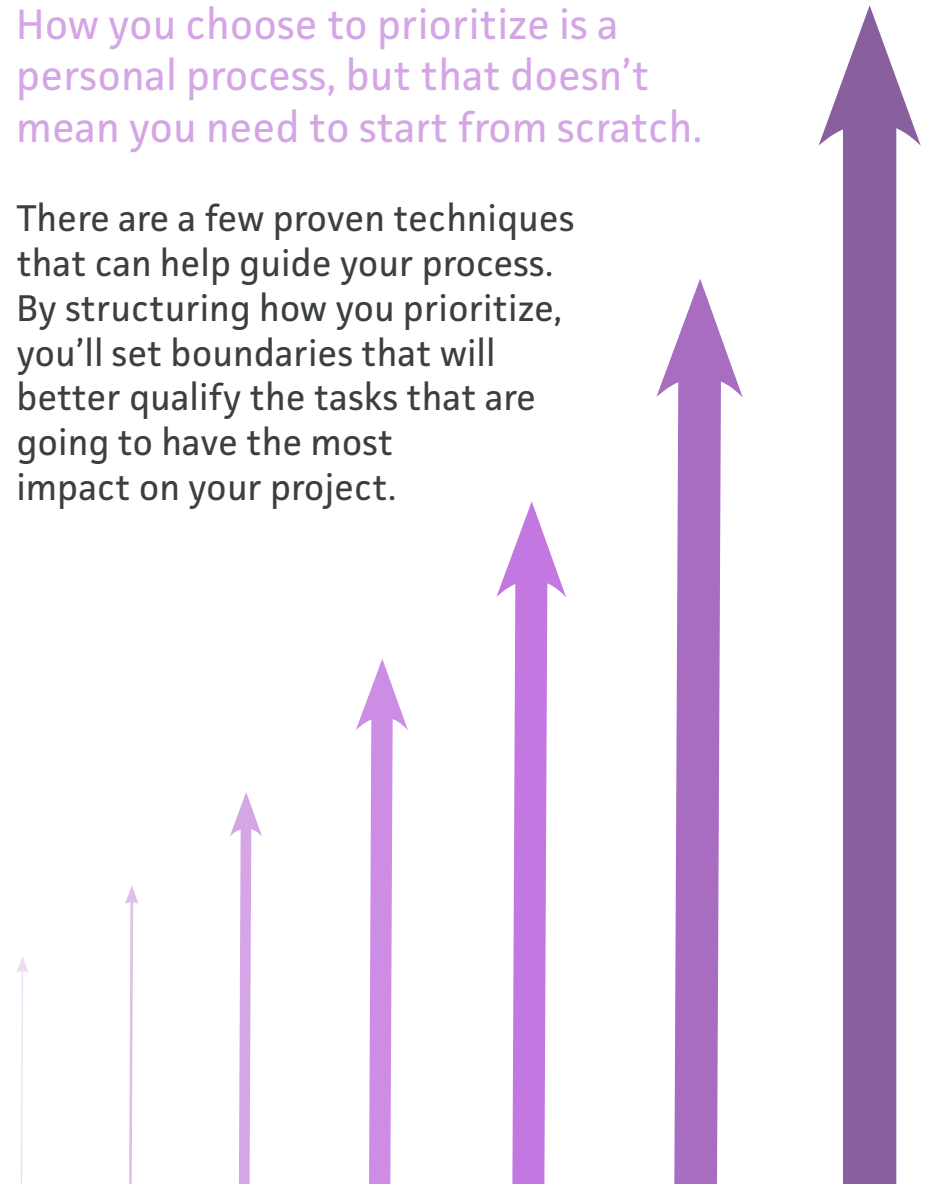 How you choose to prioritize is a
personal process, but that doesn’t
mean you need to start from scratch.
There are a few proven techniques
that can help guide your process.
By structuring how you prioritize,
you’ll set boundaries that will
better qualify the tasks that are
going to have the most
impact on your project.